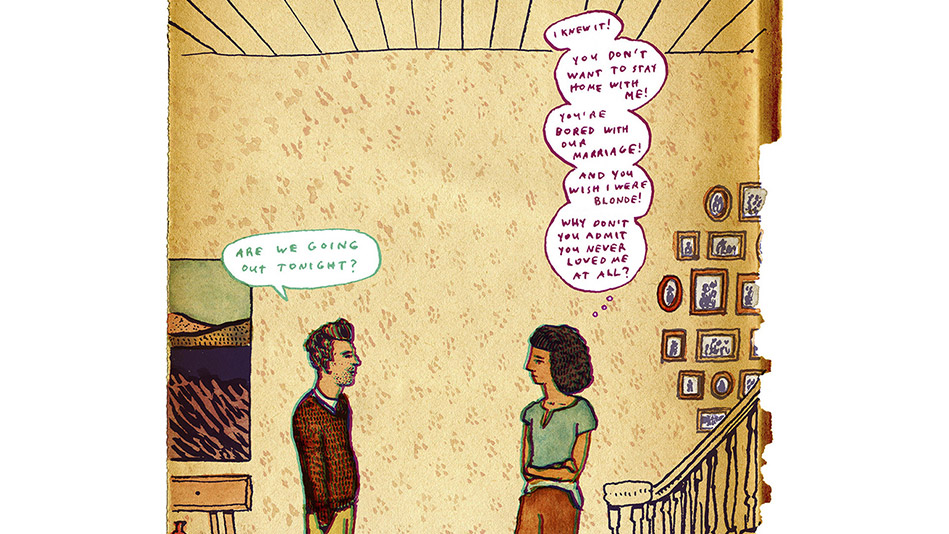 ARE WE GOING
OUT TONIGHT?
I KNEW IT!
YOU DON'T
WANT TO STAY
HOME WITH
ME!
YOU'RE
BORED WITH
OUR
MARRIAGE!
AND YOU
WISH I WERE
BLONDE!
WHY DON'T
YOU ADMIT
YOU NEVER
LOVED ME
AT ALL?